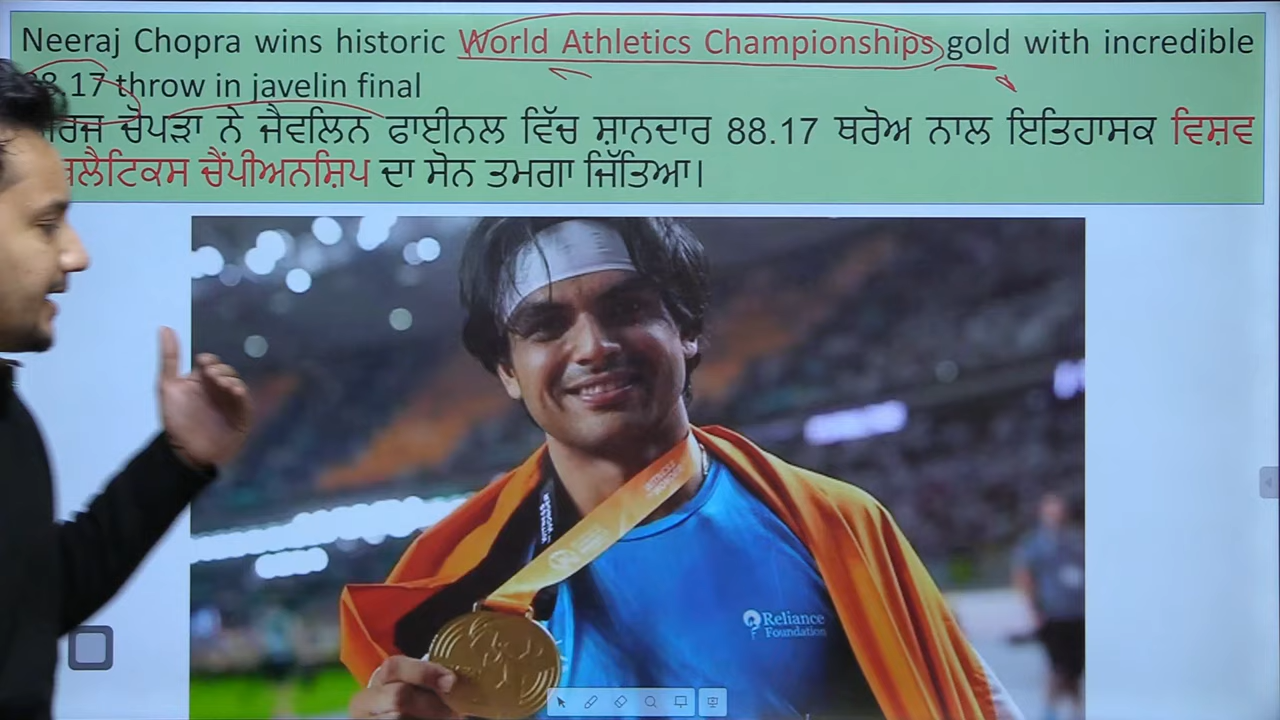 Neeraj Chopra wins historic World Athletics Championships gold with incredible
88.17 throw in javelin final
ਚੋਪੜਾ ਨੇ ਜੈਵਲਿਨ ਫਾਈਨਲ ਵਿੱਚ ਸ਼ਾਨਦਾਰ 88.17 ਥਰੋਅ ਨਾਲ ਇਤਿਹਾਸਕ ਵਿਸ਼ਵ
ਚੈਂਪੀਅਨਸ਼ਿਪ ਦਾ ਸੋਨ ਤਮਗਾ ਜਿੱਤਿਆ।
Reliance
Foundation